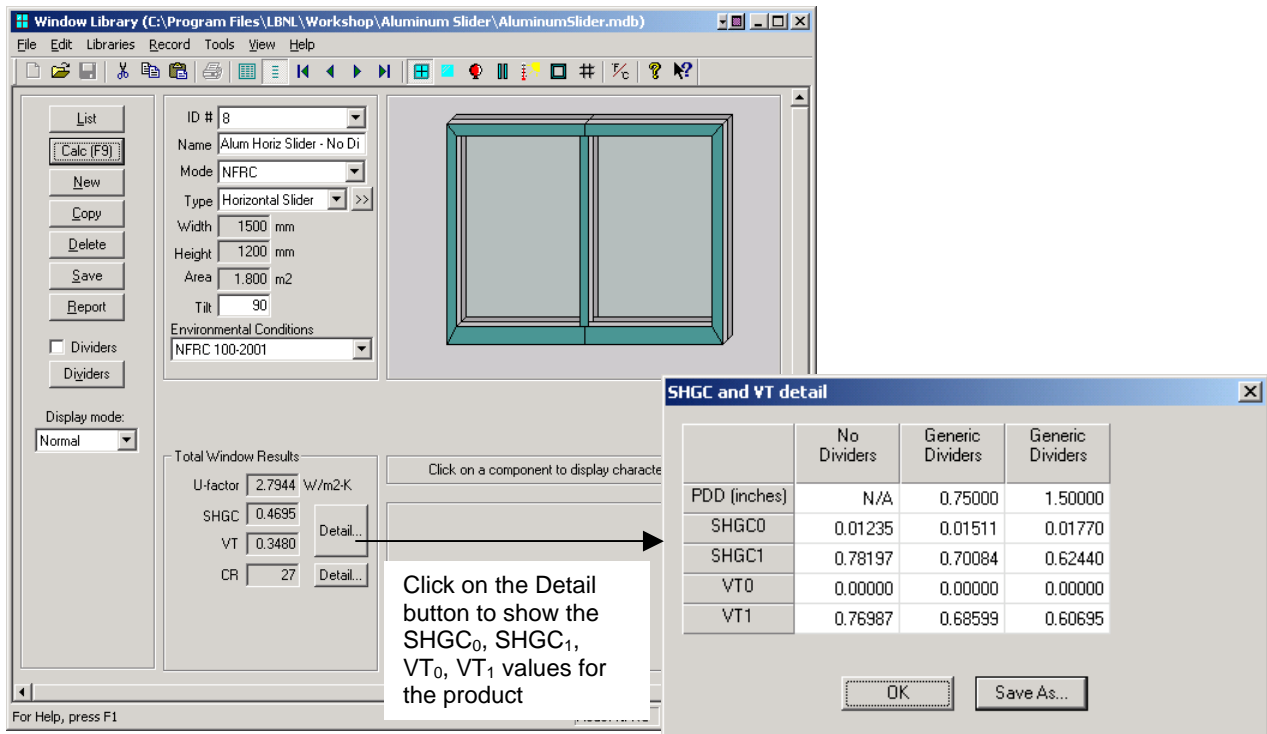 Window Library (C:\Program Files\LBNL\Workshop\Aluminum Slider\AluminumSlider.mdb)
File Edit Libraries Record Tools View Help
List
Calc (F9)
New
Copy
Delete
Save
Report
Dividers
Dividers
Display mode:
Normal
ID # 8
Name Alum Horiz Slider - No Di
Mode NFRC
Type Horizontal Slider >>
Width 1500 mm
Height 1200 mm
Area 1.800 m2
Tilt 90
Environmental Conditions
NFRC 100-2001
Total Window Results
U-factor 2.7944 W/m2-K
SHGC 0.4695
Detail...
VT 0.3480
CR 27 Detail...
Click on a component to display characte
Click on the Detail
button to show the
SHGC₀, SHGC₁,
VT₀, VT₁ values for
the product
For Help, press F1
SHGC and VT detail
No Dividers Generic Dividers Generic Dividers
PDD (inches) N/A 0.75000 1.50000
SHGC0 0.01235 0.01511 0.01770
SHGC1 0.78197 0.70084 0.62440
VT0 0.00000 0.00000 0.00000
VT1 0.76987 0.68599 0.60695
OK Save As...